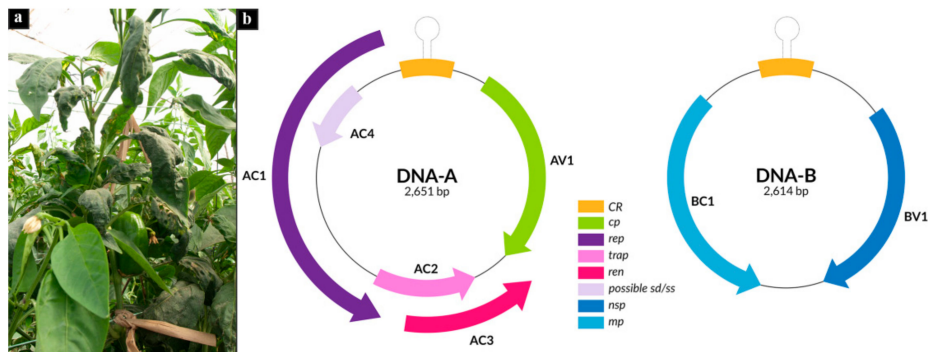 a
b
AC1
AC4
DNA-A
2,651 bp
AV1
AC2
AC3
CR
cp
rep
trap
ren
possible sd/ss
nsp
mp
DNA-B
2,614 bp
BC1
BV1